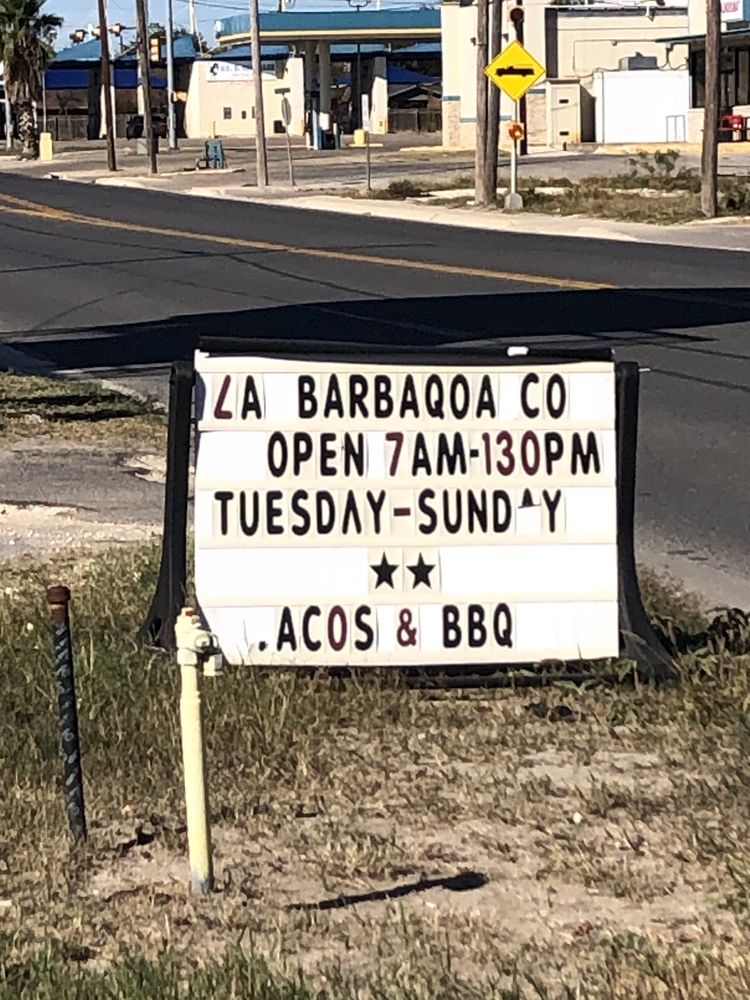 LA BARBAQOA CO
OPEN 7AM-130PM
TUESDAY-SUNDAY
★★
.ACOS & BBQ